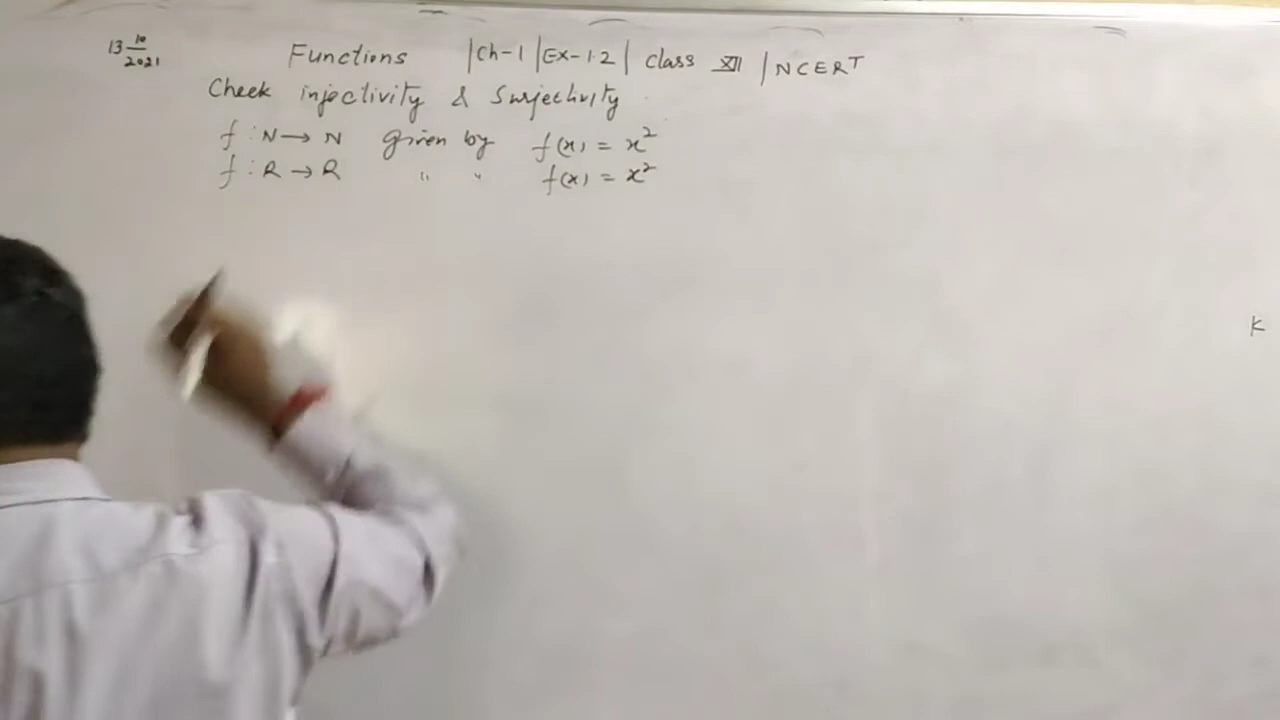 13 10/2021
Functions |Ch-1 |Ex-1.2| Class XII |NCERT
Check injectivity & Surjectivity
f : N → N given by f(x) = x²
f : R → R " " f(x) = x²
K